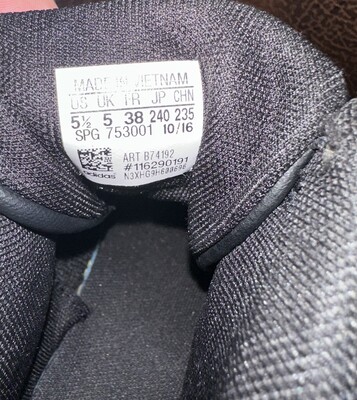 MADE IN VIETNAM
US UK FR JP CHN
5½ 5 38 240 235
SPG 753001 10/16
ART B74192
#116290191
adidas